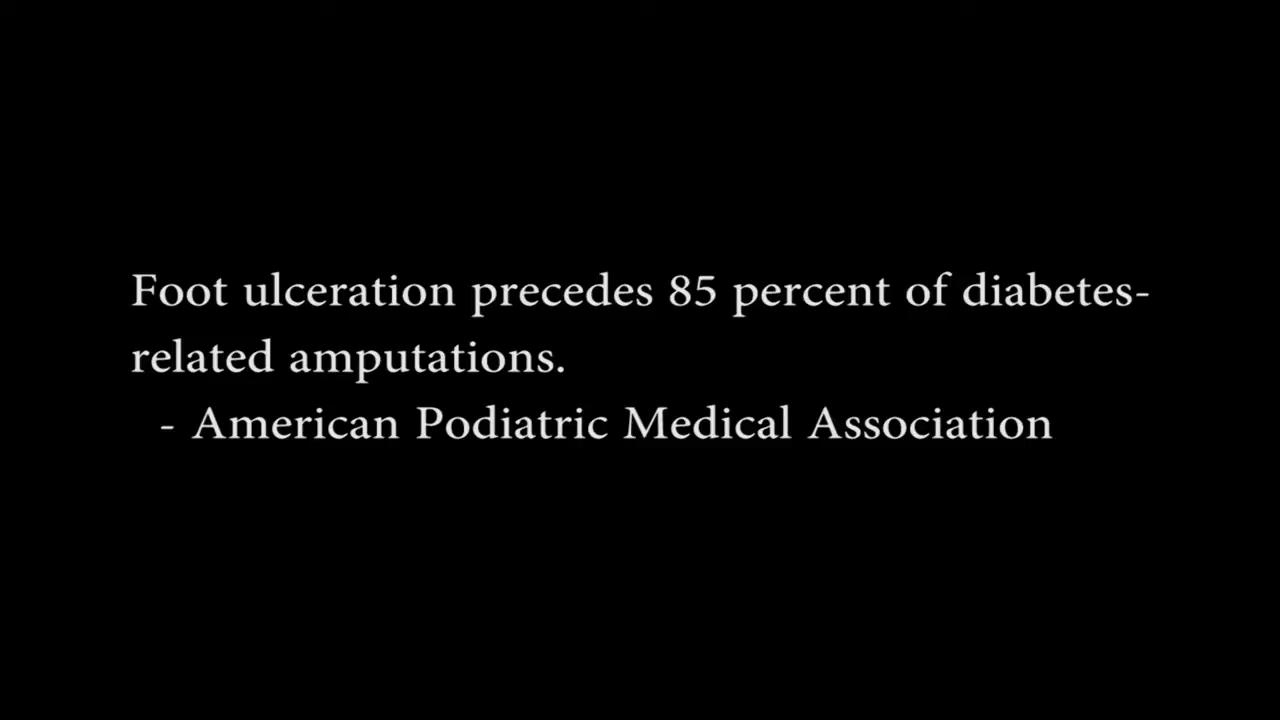 Foot ulceration precedes 85 percent of diabetes-
related amputations.
- American Podiatric Medical Association